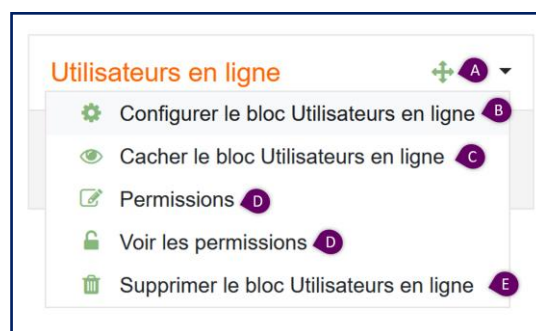 Utilisateurs en ligne A
Configurer le bloc Utilisateurs en ligne B
Cacher le bloc Utilisateurs en ligne C
Permissions D
Voir les permissions D
Supprimer le bloc Utilisateurs en ligne E